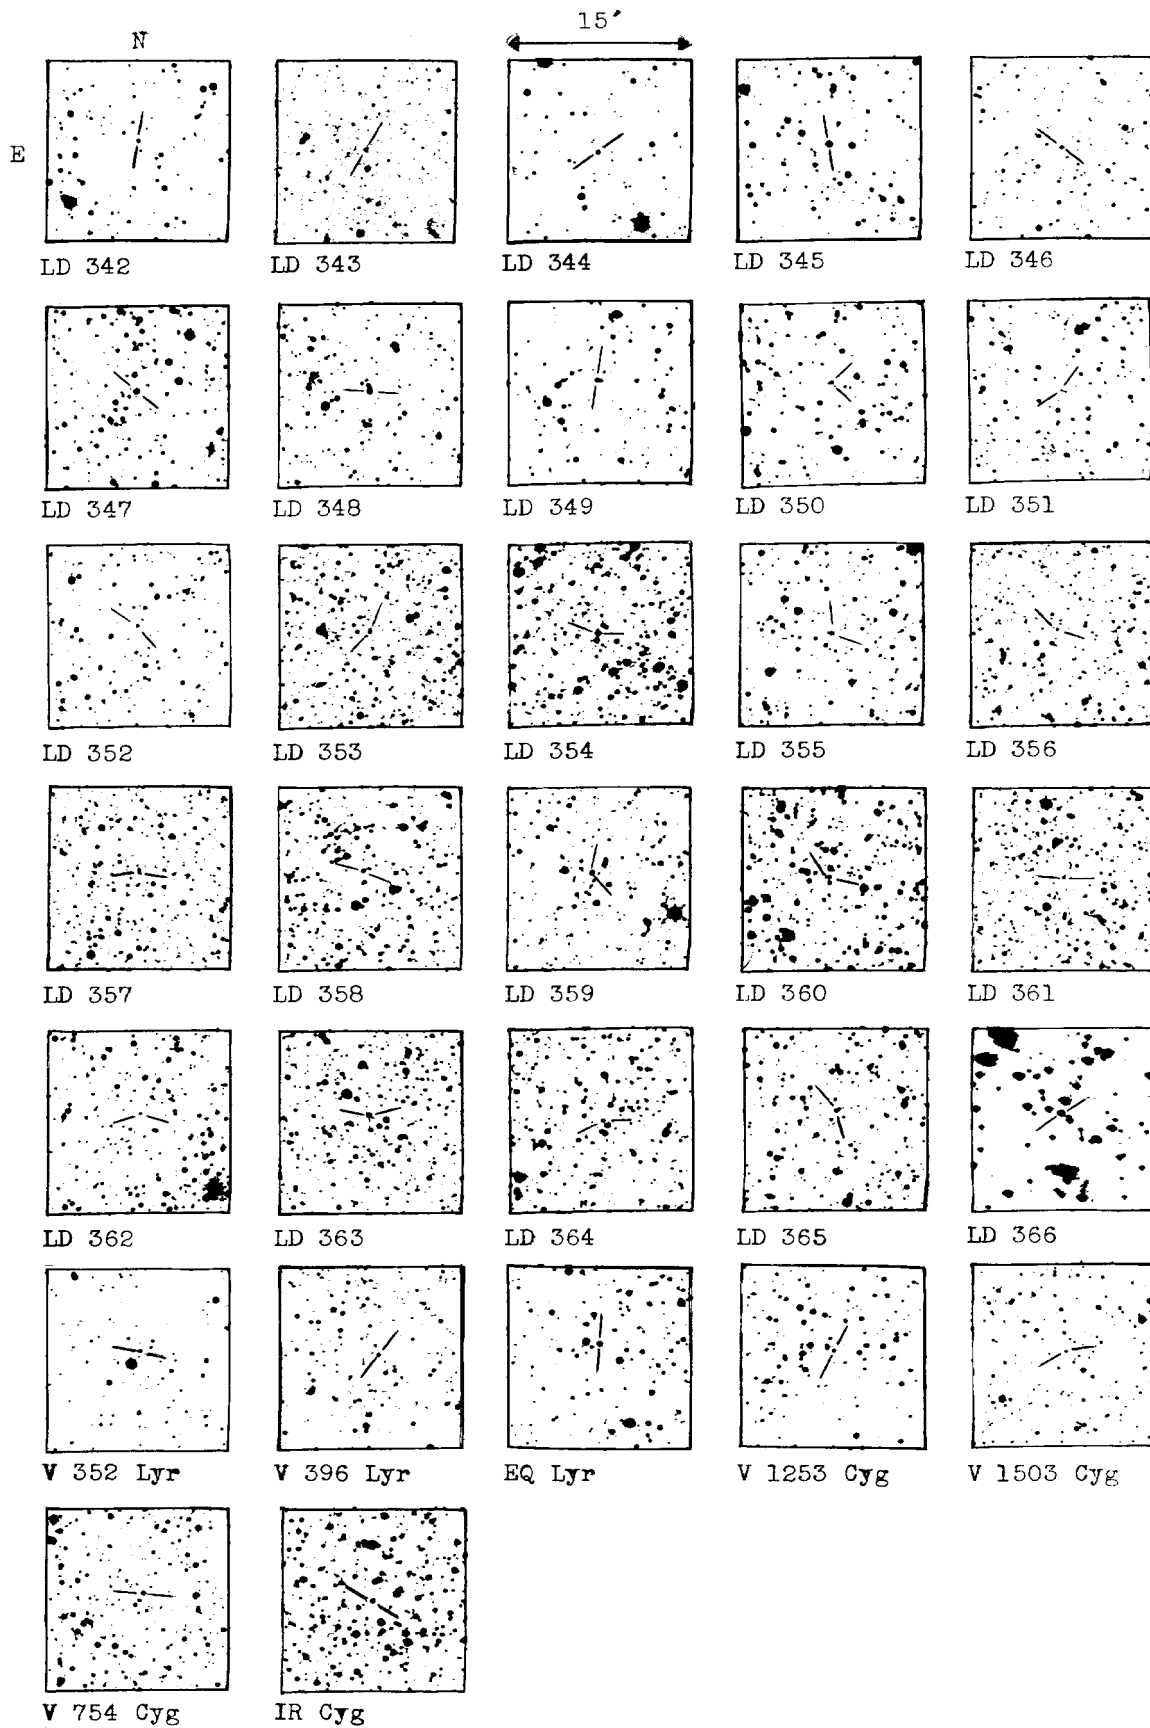 15′
N
E
LD 342 LD 343 LD 344 LD 345 LD 346
LD 347 LD 348 LD 349 LD 350 LD 351
LD 352 LD 353 LD 354 LD 355 LD 356
LD 357 LD 358 LD 359 LD 360 LD 361
LD 362 LD 363 LD 364 LD 365 LD 366
V 352 Lyr V 396 Lyr EQ Lyr V 1253 Cyg V 1503 Cyg
V 754 Cyg IR Cyg